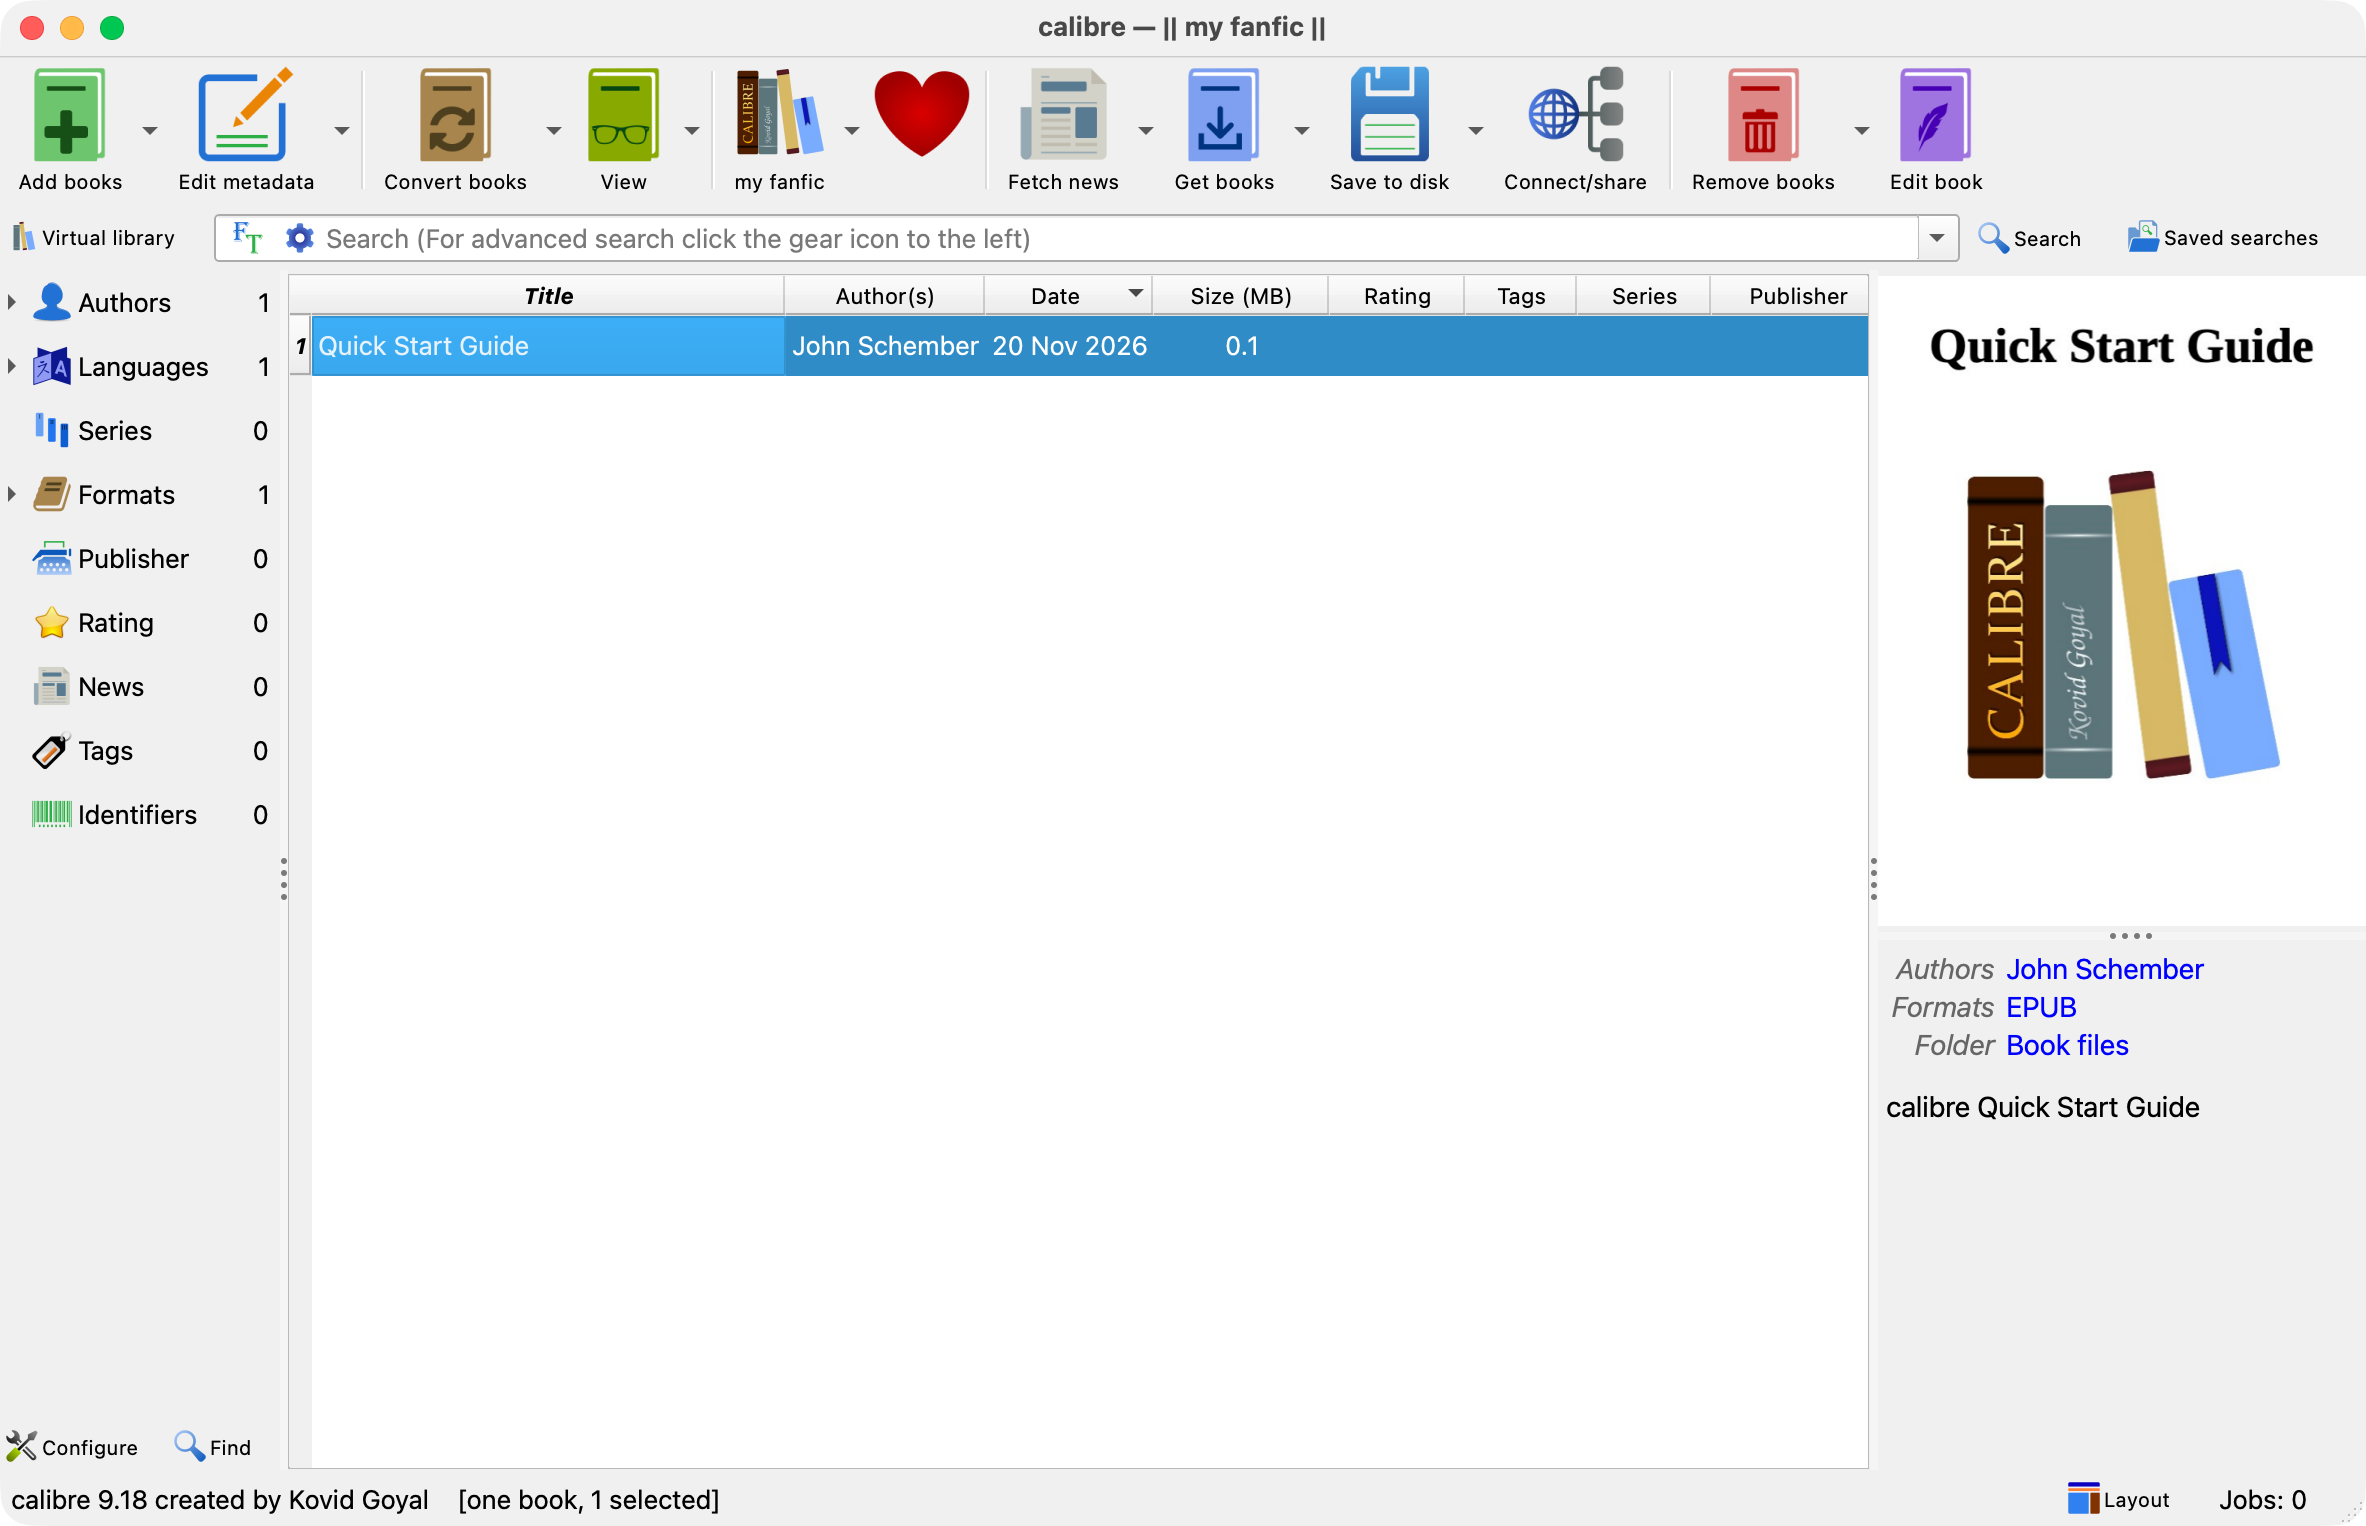 calibre — || my fanfic ||
Add books
Edit metadata
Convert books
View
CALIBRE
Kovid Goyal
my fanfic
Fetch news
Get books
Save to disk
Connect/share
Remove books
Edit book
Virtual library
FT
Search (For advanced search click the gear icon to the left)
Search
Saved searches
Authors 1
Languages 1
Series 0
Formats 1
Publisher 0
Rating 0
News 0
Tags 0
Identifiers 0
Configure
Find
Title Author(s) Date Size (MB) Rating Tags Series Publisher
1 Quick Start Guide John Schember 20 Nov 2026 0.1
Quick Start Guide
CALIBRE
Kovid Goyal
Authors John Schember
Formats EPUB
Folder Book files
calibre Quick Start Guide
calibre 9.18 created by Kovid Goyal [one book, 1 selected]
Layout
Jobs: 0